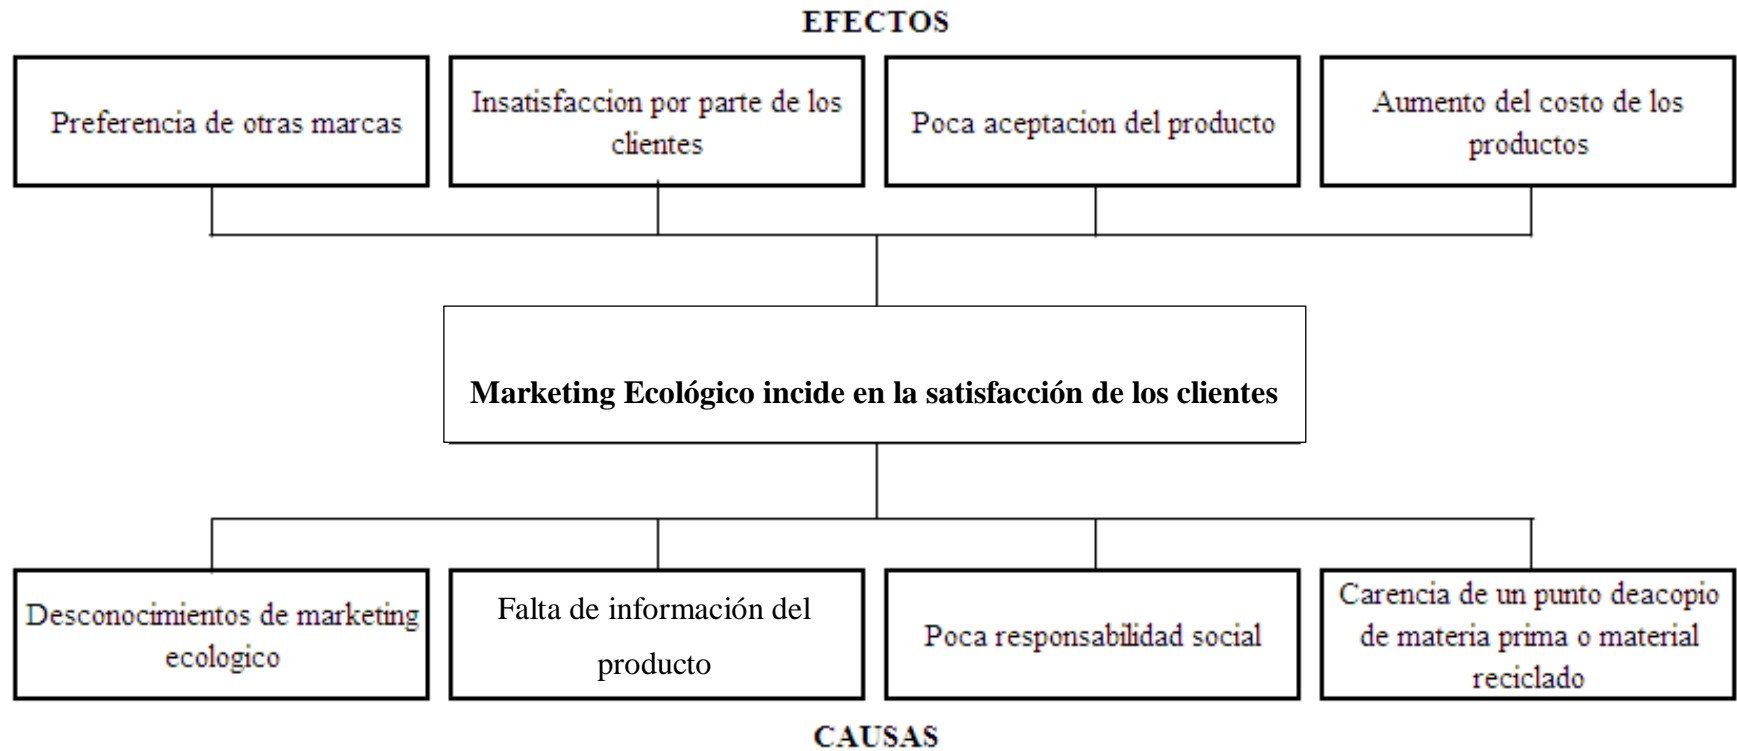 EFECTOS
Preferencia de otras marcas
Insatisfaccion por parte de los
clientes
Poca aceptacion del producto
Aumento del costo de los
productos
Marketing Ecológico incide en la satisfacción de los clientes
Desconocimientos de marketing
ecologico
Falta de información del
producto
Poca responsabilidad social
Carencia de un punto deacopio
de materia prima o material
reciclado
CAUSAS